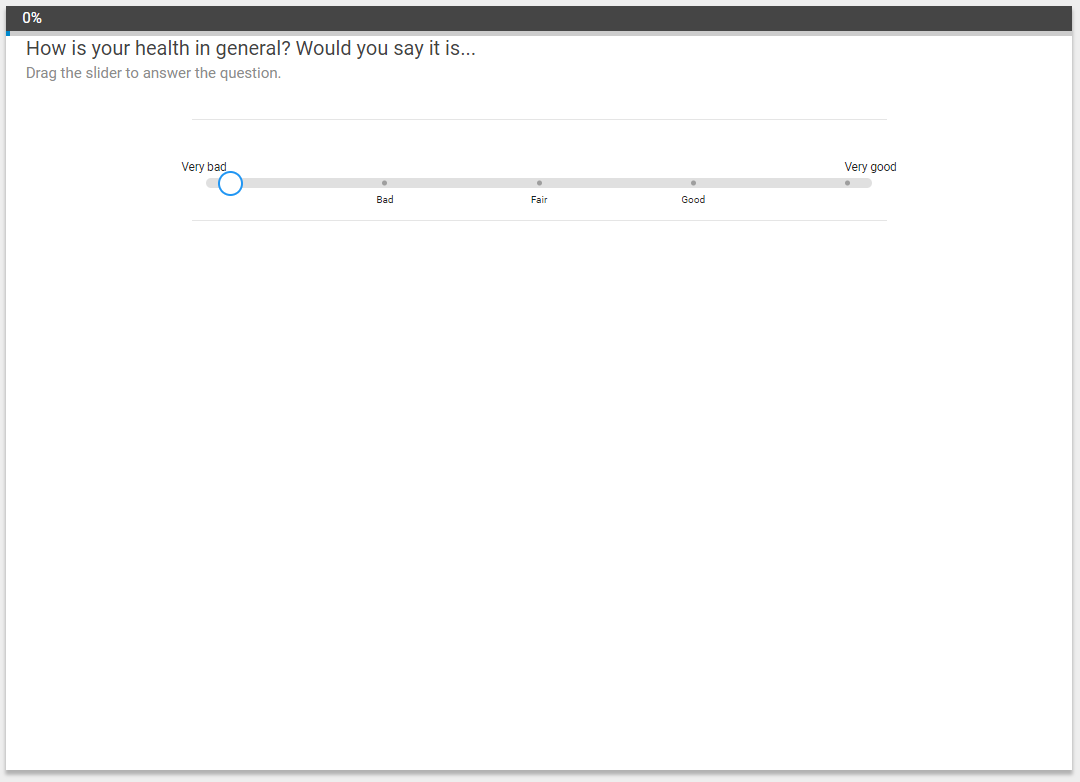 0%
How is your health in general? Would you say it is...
Drag the slider to answer the question.
Very bad
Very good
Bad
Fair
Good